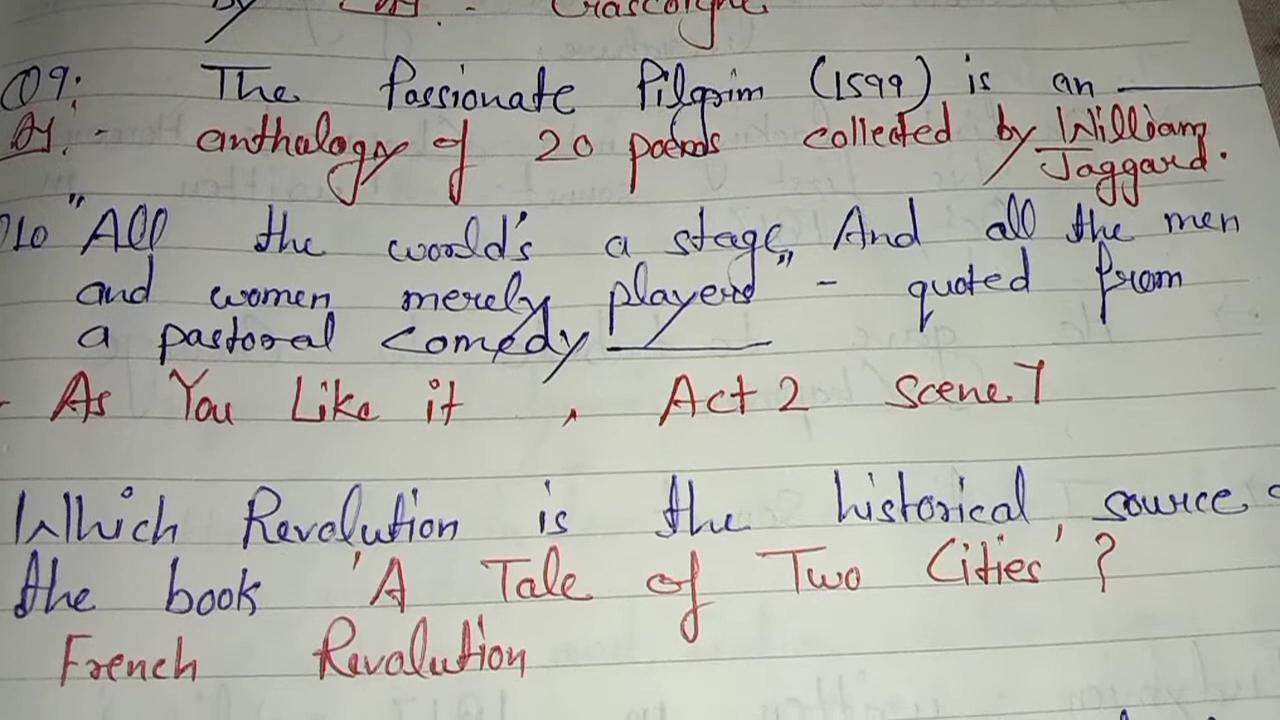 by Gascoigne
Q9. The Passionate Pilgrim (1599) is an ———
A:- anthology of 20 poems collected by William
Jaggard.
10 "All the world's a stage, And all the men
and women merely players" - quoted from
a pastoral comedy ———
- As You Like it, Act 2 Scene 7
Which Revolution is the historical source
the book 'A Tale of Two Cities'?
French Revolution